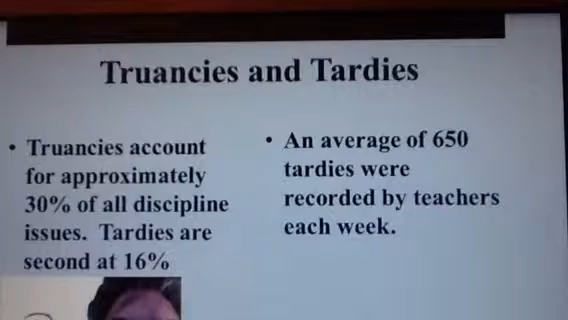 Truancies and Tardies
• Truancies account
for approximately
30% of all discipline
issues. Tardies are
second at 16%
• An average of 650
tardies were
recorded by teachers
each week.